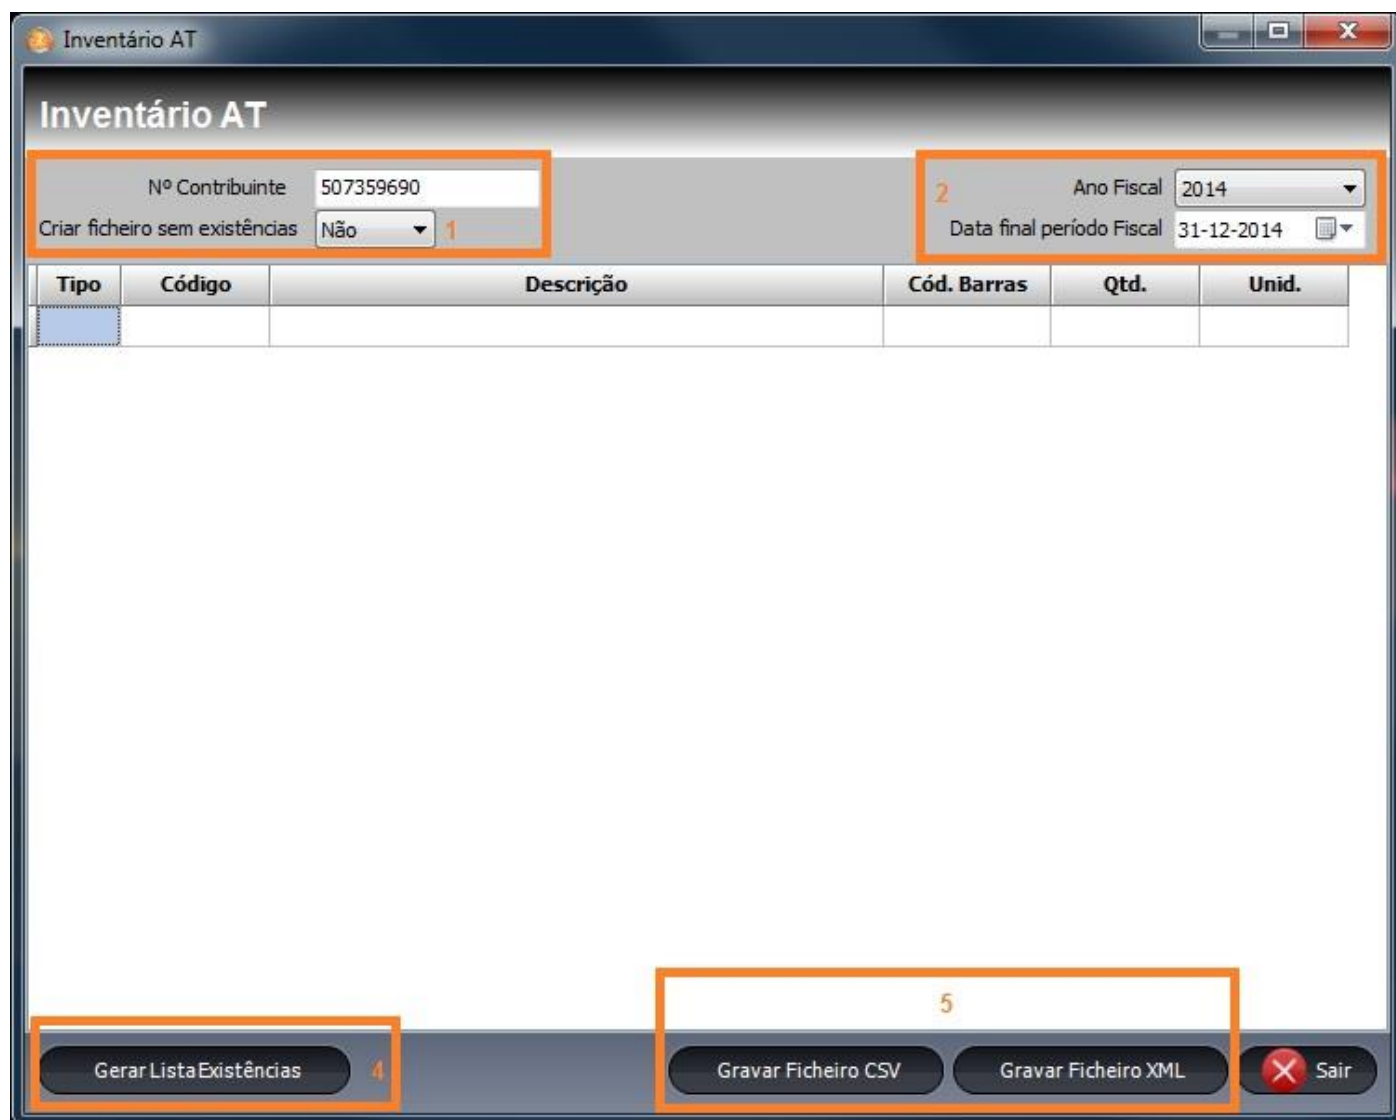 Inventário AT
Inventário AT
Nº Contribuinte 507359690
Criar ficheiro sem existências Não 1
2 Ano Fiscal 2014
Data final período Fiscal 31-12-2014
Tipo Código Descrição Cód. Barras Qtd. Unid.
5
Gerar Lista Existências 4 Gravar Ficheiro CSV Gravar Ficheiro XML Sair